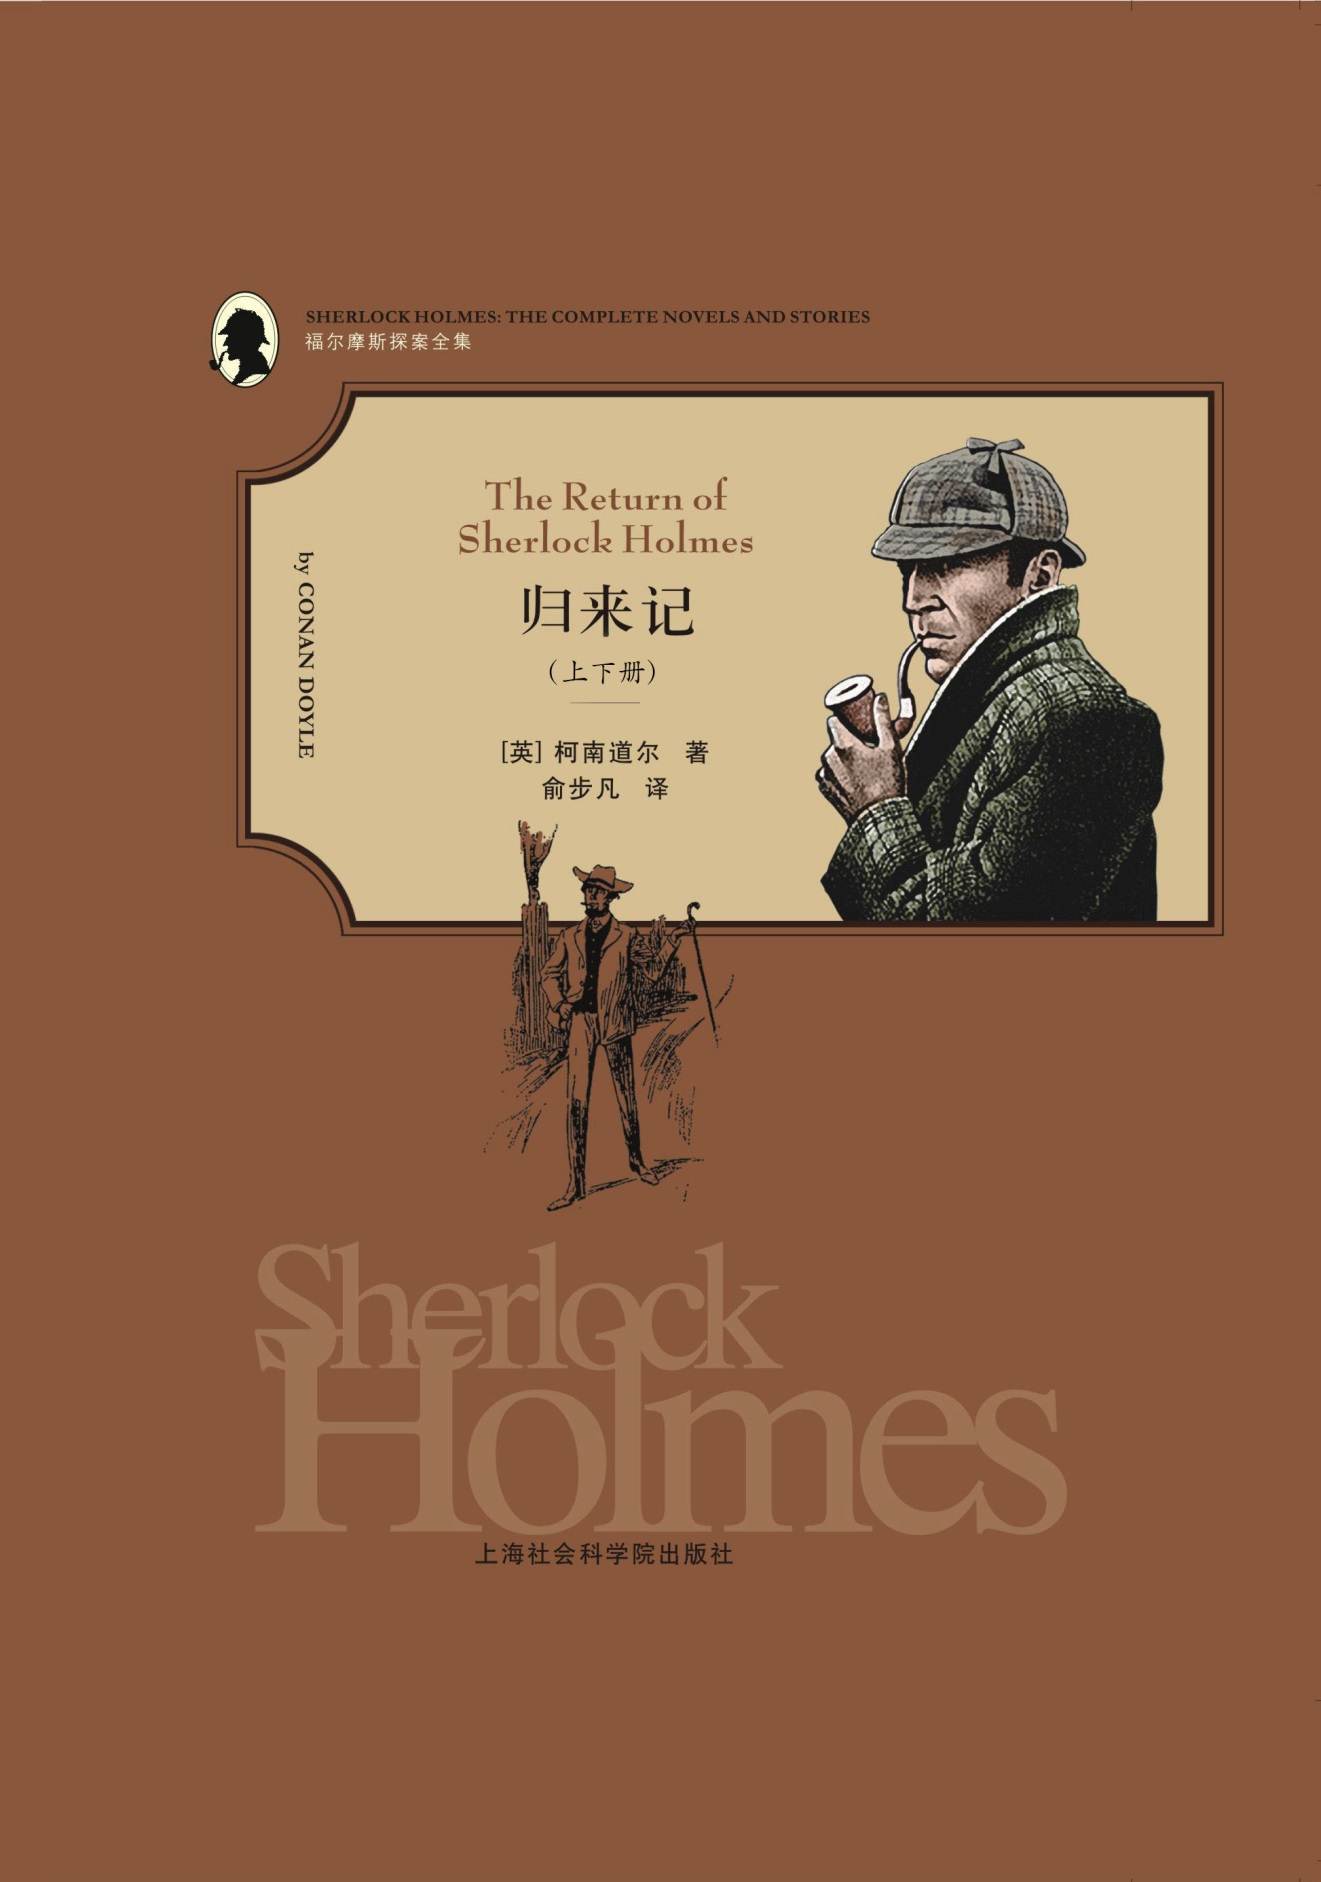 SHERLOCK HOLMES: THE COMPLETE NOVELS AND STORIES
福尔摩斯探案全集
The Return of
Sherlock Holmes
归来记
（上下册）
by CONAN DOYLE
［英］柯南道尔 著
俞步凡 译
Sherlock
Holmes
上海社会科学院出版社